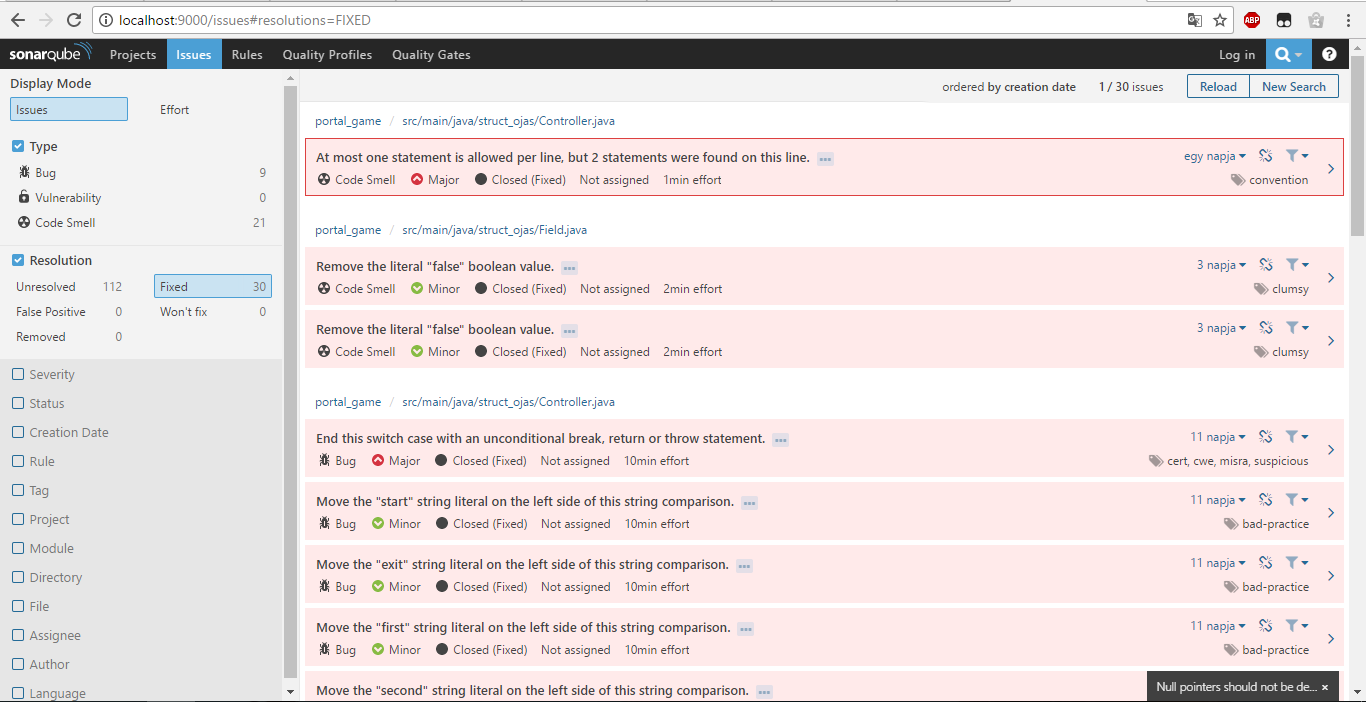 localhost:9000/issues#resolutions=FIXED
ABP
sonarqube Projects Issues Rules Quality Profiles Quality Gates Log in ?
Display Mode
Issues Effort
Type
Bug 9
Vulnerability 0
Code Smell 21
Resolution
Unresolved 112 Fixed 30
False Positive 0 Won't fix 0
Removed 0
Severity
Status
Creation Date
Rule
Tag
Project
Module
Directory
File
Assignee
Author
Language
ordered by creation date 1 / 30 issues Reload New Search
portal_game / src/main/java/struct_ojas/Controller.java
At most one statement is allowed per line, but 2 statements were found on this line. ... egy napja
Code Smell Major Closed (Fixed) Not assigned 1min effort convention
portal_game / src/main/java/struct_ojas/Field.java
Remove the literal "false" boolean value. ... 3 napja
Code Smell Minor Closed (Fixed) Not assigned 2min effort clumsy
Remove the literal "false" boolean value. ... 3 napja
Code Smell Minor Closed (Fixed) Not assigned 2min effort clumsy
portal_game / src/main/java/struct_ojas/Controller.java
End this switch case with an unconditional break, return or throw statement. ... 11 napja
Bug Major Closed (Fixed) Not assigned 10min effort cert, cwe, misra, suspicious
Move the "start" string literal on the left side of this string comparison. ... 11 napja
Bug Minor Closed (Fixed) Not assigned 10min effort bad-practice
Move the "exit" string literal on the left side of this string comparison. ... 11 napja
Bug Minor Closed (Fixed) Not assigned 10min effort bad-practice
Move the "first" string literal on the left side of this string comparison. ... 11 napja
Bug Minor Closed (Fixed) Not assigned 10min effort bad-practice
Move the "second" string literal on the left side of this string comparison. ...
Null pointers should not be de... ×